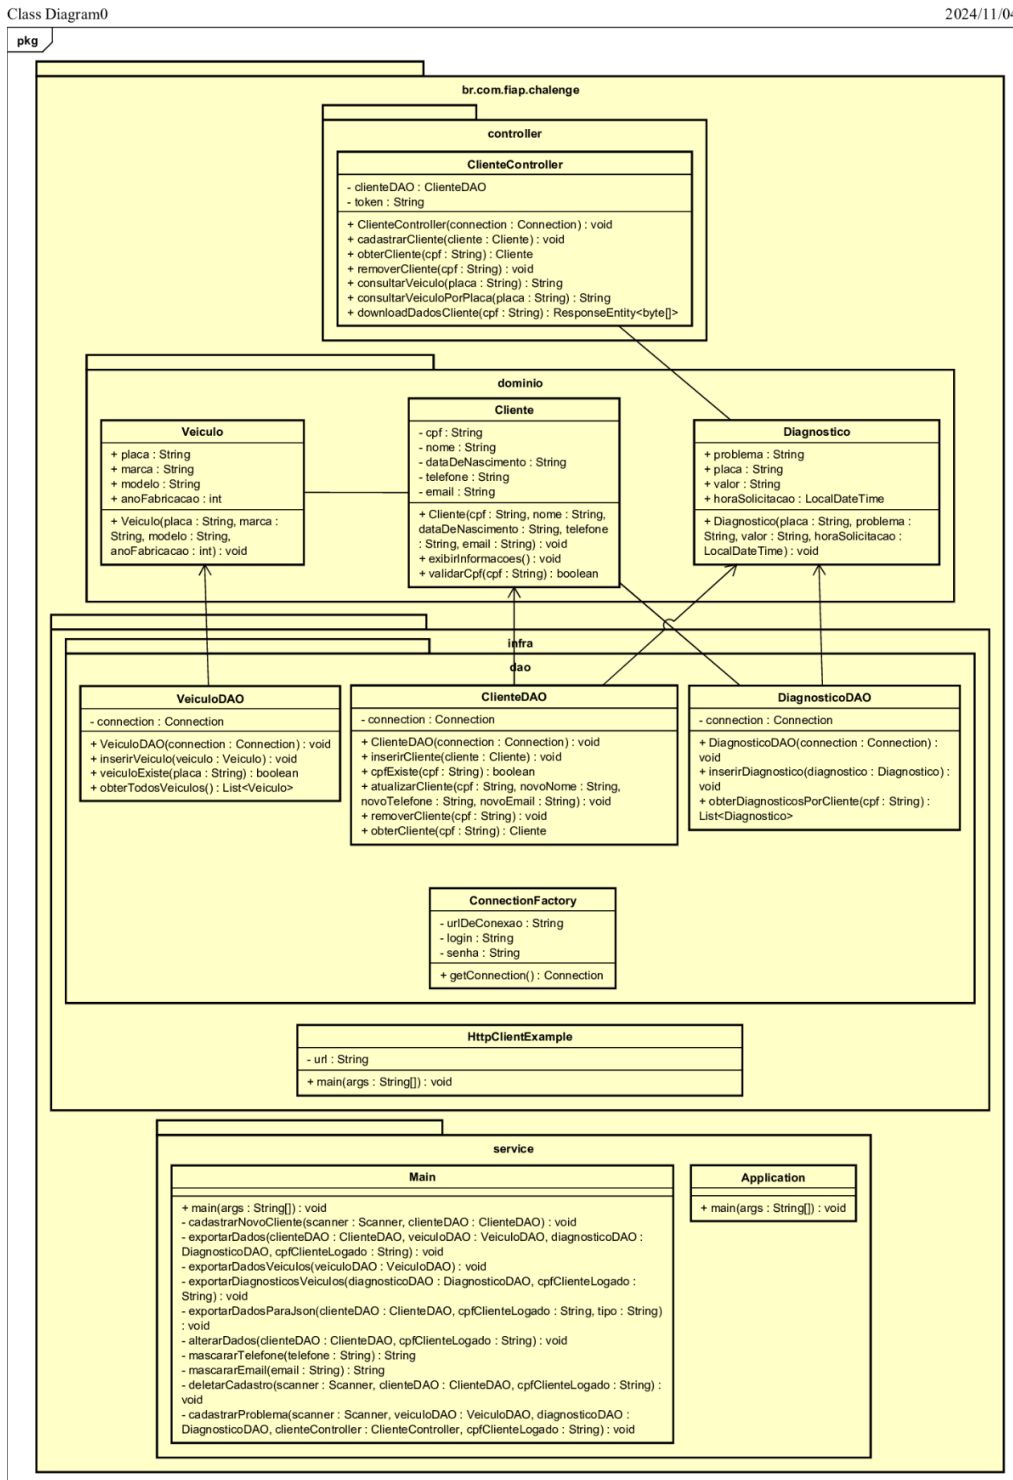 Class Diagram0 2024/11/04
pkg
br.com.fiap.chalenge
controller
ClienteController
- clienteDAO : ClienteDAO
- token : String
+ ClienteController(connection : Connection) : void
+ cadastrarCliente(cliente : Cliente) : void
+ obterCliente(cpf : String) : Cliente
+ removerCliente(cpf : String) : void
+ consultarVeiculo(placa : String) : String
+ consultarVeiculoPorPlaca(placa : String) : String
+ downloadDadosCliente(cpf : String) : ResponseEntity<byte[]>
dominio
Veiculo
+ placa : String
+ marca : String
+ modelo : String
+ anoFabricacao : int
+ Veiculo(placa : String, marca :
String, modelo : String,
anoFabricacao : int) : void
Cliente
- cpf : String
- nome : String
- dataDeNascimento : String
- telefone : String
- email : String
+ Cliente(cpf : String, nome : String,
dataDeNascimento : String, telefone
: String, email : String) : void
+ exibirInformacoes() : void
+ validarCpf(cpf : String) : boolean
Diagnostico
+ problema : String
+ placa : String
+ valor : String
+ horaSolicitacao : LocalDateTime
+ Diagnostico(placa : String, problema :
String, valor : String, horaSolicitacao :
LocalDateTime) : void
infra
dao
VeiculoDAO
- connection : Connection
+ VeiculoDAO(connection : Connection) : void
+ inserirVeiculo(veiculo : Veiculo) : void
+ veiculoExiste(placa : String) : boolean
+ obterTodosVeiculos() : List<Veiculo>
ClienteDAO
- connection : Connection
+ ClienteDAO(connection : Connection) : void
+ inserirCliente(cliente : Cliente) : void
+ cpfExiste(cpf : String) : boolean
+ atualizarCliente(cpf : String, novoNome : String,
novoTelefone : String, novoEmail : String) : void
+ removerCliente(cpf : String) : void
+ obterCliente(cpf : String) : Cliente
DiagnosticoDAO
- connection : Connection
+ DiagnosticoDAO(connection : Connection) :
void
+ inserirDiagnostico(diagnostico : Diagnostico) :
void
+ obterDiagnosticosPorCliente(cpf : String) :
List<Diagnostico>
ConnectionFactory
- urlDeConexao : String
- login : String
- senha : String
+ getConnection() : Connection
HttpClientExample
- url : String
+ main(args : String[]) : void
service
Main
+ main(args : String[]) : void
- cadastrarNovoCliente(scanner : Scanner, clienteDAO : ClienteDAO) : void
- exportarDados(clienteDAO : ClienteDAO, veiculoDAO : VeiculoDAO, diagnosticoDAO :
DiagnosticoDAO, cpfClienteLogado : String) : void
- exportarDadosVeiculos(veiculoDAO : VeiculoDAO) : void
- exportarDiagnosticosVeiculos(diagnosticoDAO : DiagnosticoDAO, cpfClienteLogado :
String) : void
- exportarDadosParaJson(clienteDAO : ClienteDAO, cpfClienteLogado : String, tipo : String)
: void
- alterarDados(clienteDAO : ClienteDAO, cpfClienteLogado : String) : void
- mascararTelefone(telefone : String) : String
- mascararEmail(email : String) : String
- deletarCadastro(scanner : Scanner, clienteDAO : ClienteDAO, cpfClienteLogado : String) :
void
- cadastrarProblema(scanner : Scanner, veiculoDAO : VeiculoDAO, diagnosticoDAO :
DiagnosticoDAO, clienteController : ClienteController, cpfClienteLogado : String) : void
Application
+ main(args : String[]) : void